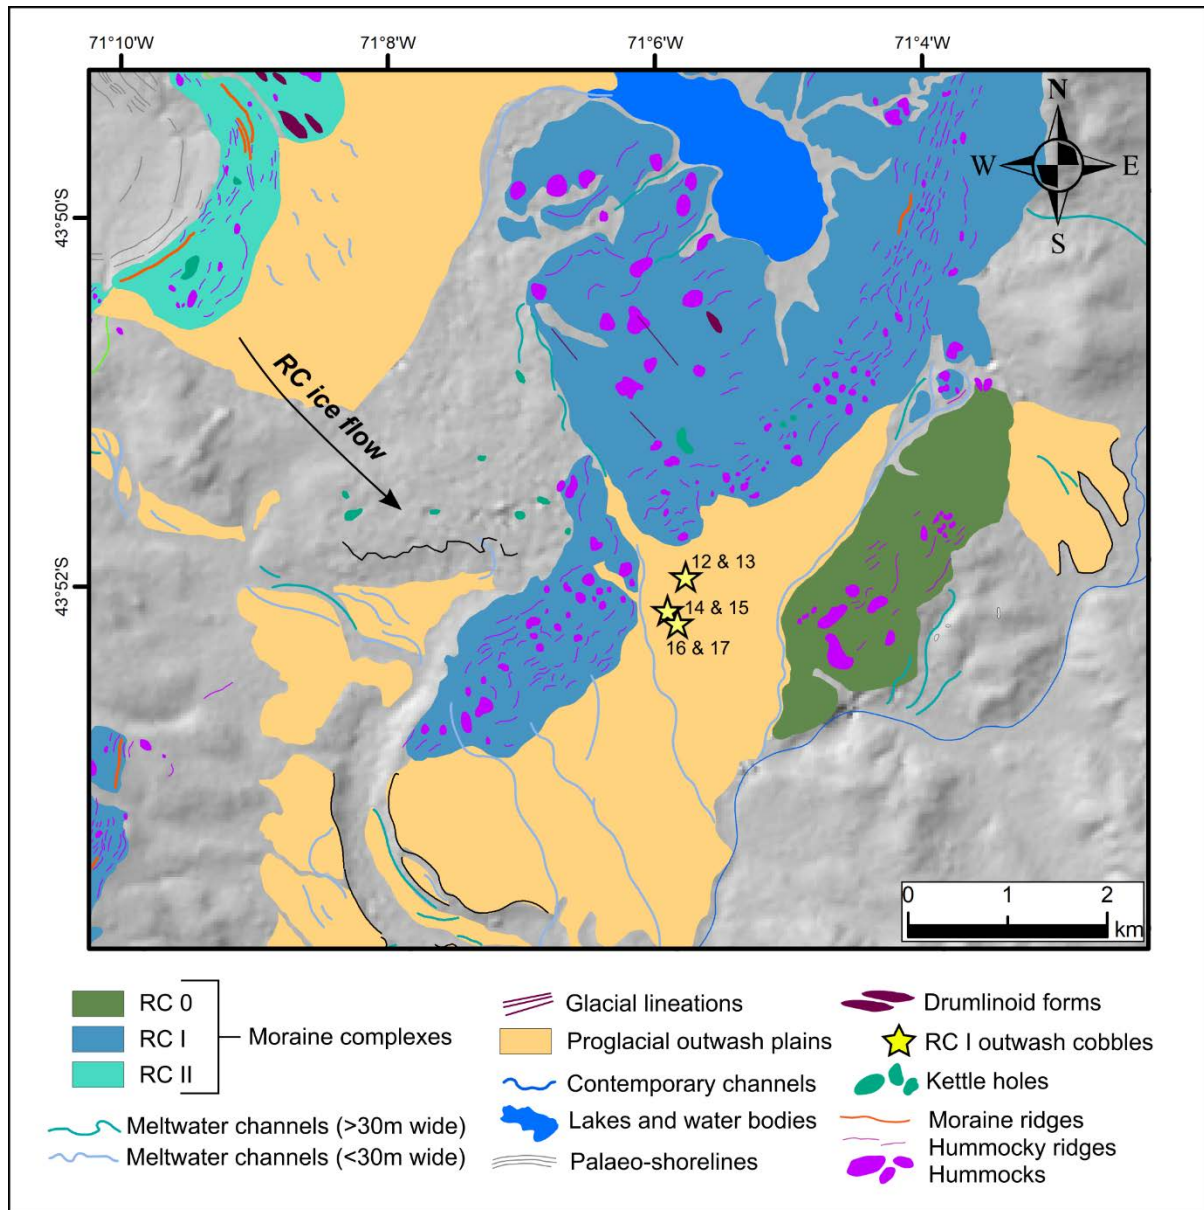 71°10'W 71°8'W 71°6'W 71°4'W
N
W E
S
43°50'S
RC ice flow
43°52'S
12 & 13
14 & 15
16 & 17
0 1 2
km
RC 0
RC I
RC II
Moraine complexes
Meltwater channels (>30m wide)
Meltwater channels (<30m wide)
Glacial lineations
Proglacial outwash plains
Contemporary channels
Lakes and water bodies
Palaeo-shorelines
Drumlinoid forms
RC I outwash cobbles
Kettle holes
Moraine ridges
Hummocky ridges
Hummocks